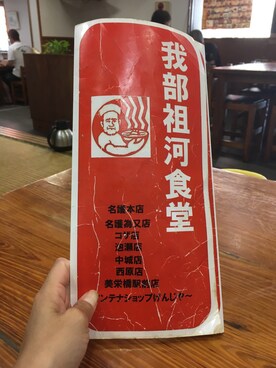 我部祖河食堂
名護本店
名護為又店
コザ店
泡瀬店
中城店
西原店
美栄橋駅前店
ンテナショップげんじゅ～